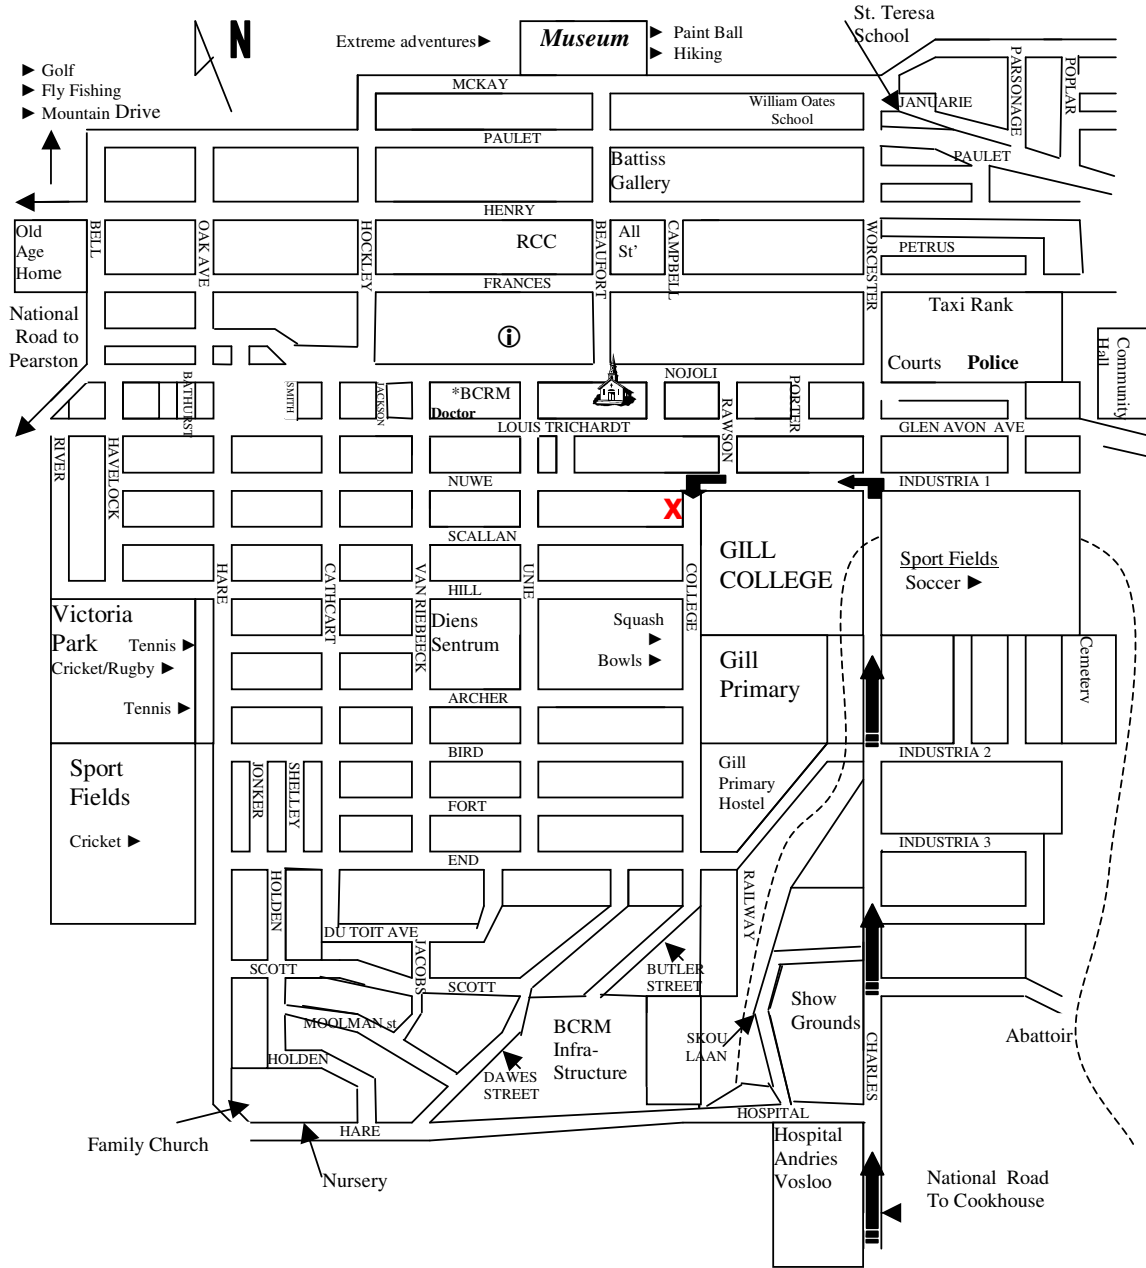 St. Teresa
School
N
Extreme adventures
Museum
Paint Ball
Hiking
Golf
Fly Fishing
Mountain Drive
MCKAY
William Oates
School
JANUARIE
PARSONAGE
POPLAR
PAULET
PAULET
Battiss
Gallery
HENRY
Old
Age
Home
BELL
OAK AVE
HOCKLEY
RCC
BEAUFORT
All
St'
CAMPBELL
WORCESTER
PETRUS
FRANCES
National
Road to
Pearston
i
Taxi Rank
Courts
Police
Community
Hall
NOJOLI
BATHURST
SMITH
JACKSON
*BCRM
Doctor
PORTER
RAWSON
LOUIS TRICHARDT
GLEN AVON AVE
RIVER
HAVELOCK
NUWE
INDUSTRIA 1
X
SCALLAN
GILL
COLLEGE
Sport Fields
Soccer
HARE
CATHCART
VAN RIEBEECK
UNIE
COLLEGE
HILL
Victoria
Park
Tennis
Cricket/Rugby
Tennis
Diens
Sentrum
Squash
Bowls
Gill
Primary
Cemetery
ARCHER
BIRD
INDUSTRIA 2
Sport
Fields
Cricket
JONKER
SHELLEY
Gill
Primary
Hostel
FORT
INDUSTRIA 3
END
HOLDEN
RAILWAY
DU TOIT AVE
JACOBS
SCOTT
SCOTT
BUTLER
STREET
Show
Grounds
MOOLMAN st
BCRM
Infra-
Structure
SKOU
LAAN
CHARLES
Abattoir
HOLDEN
DAWES
STREET
HOSPITAL
Family Church
HARE
Hospital
Andries
Vosloo
Nursery
National Road
To Cookhouse